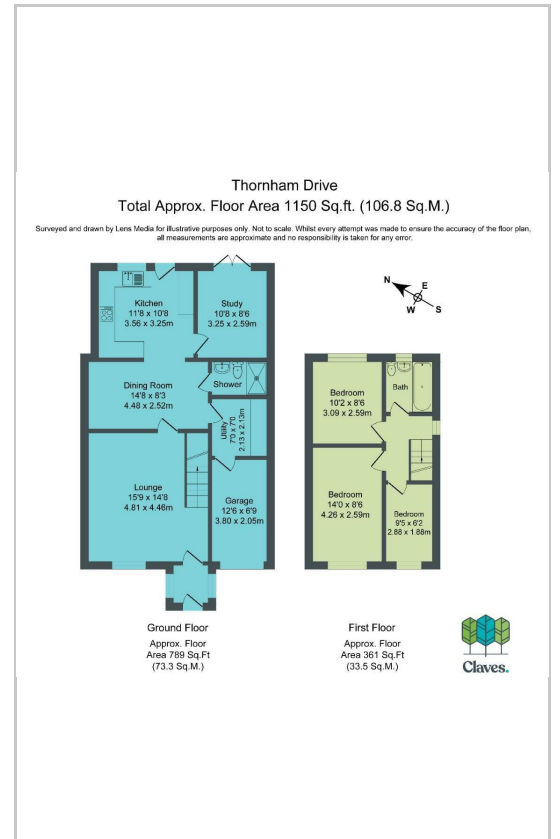 Thornham Drive
Total Approx. Floor Area 1150 Sq.ft. (106.8 Sq.M.)
Surveyed and drawn by Lens Media for illustrative purposes only. Not to scale. Whilst every attempt was made to ensure the accuracy of the floor plan,
all measurements are approximate and no responsibility is taken for any error.
Kitchen
11'8 x 10'8
3.56 x 3.25m
Study
10'8 x 8'6
3.25 x 2.59m
N
E
W
S
Dining Room
14'8 x 8'3
4.48 x 2.52m
Shower
Utility
7'0 x 7'0
2.13 x 2.13m
Lounge
15'9 x 14'8
4.81 x 4.46m
Garage
12'6 x 6'9
3.80 x 2.05m
Bedroom
10'2 x 8'6
3.09 x 2.59m
Bath
Bedroom
14'0 x 8'6
4.26 x 2.59m
Bedroom
9'5 x 6'2
2.88 x 1.88m
Ground Floor
Approx. Floor
Area 789 Sq.Ft
(73.3 Sq.M.)
First Floor
Approx. Floor
Area 361 Sq.Ft
(33.5 Sq.M.)
Claves.